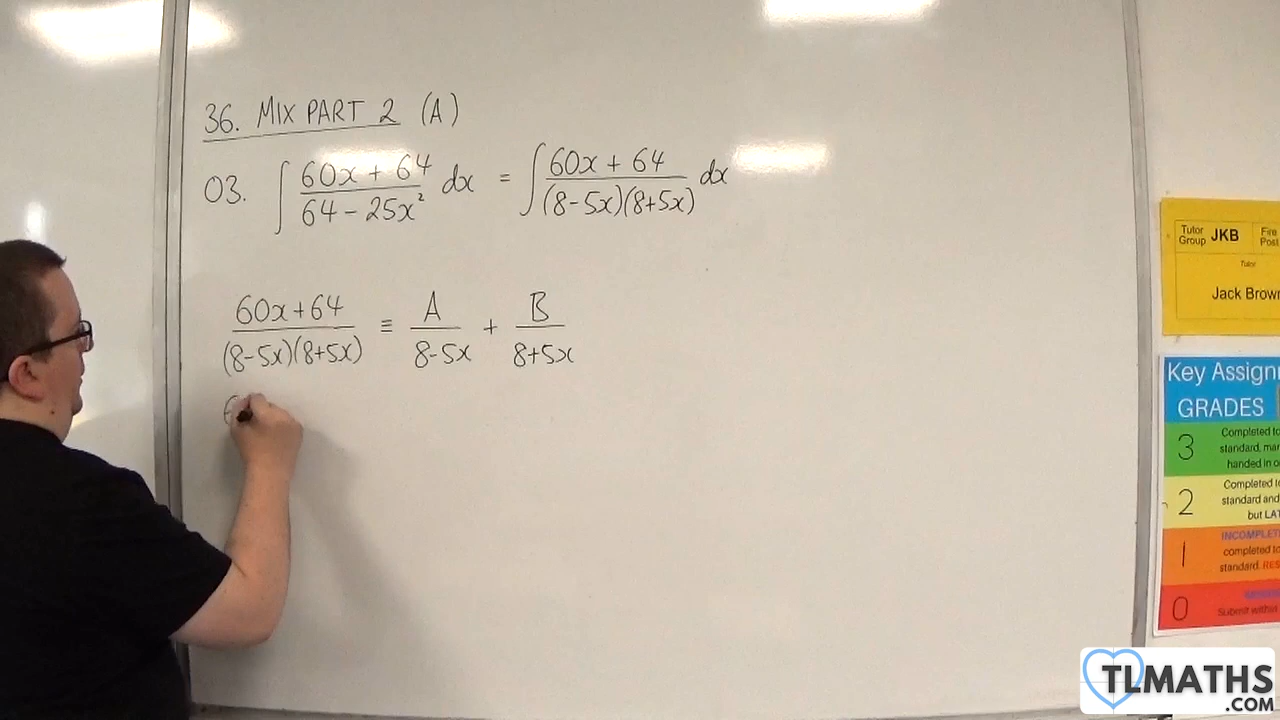 36. MIX PART 2 (A)
03. ∫ (60x + 64)/(64 - 25x²) dx = ∫ (60x + 64)/((8-5x)(8+5x)) dx
(60x+64)/((8-5x)(8+5x)) ≡ A/(8-5x) + B/(8+5x)
Tutor Group JKB Fire
Tutor
Jack Brown
Key Assign
GRADES
3 Completed to
standard, mar
handed in o
2 Completed to
standard and
but LAT
1 INCOMPLET
completed to
standard. RES
0
Submit within
TLMATHS
.COM